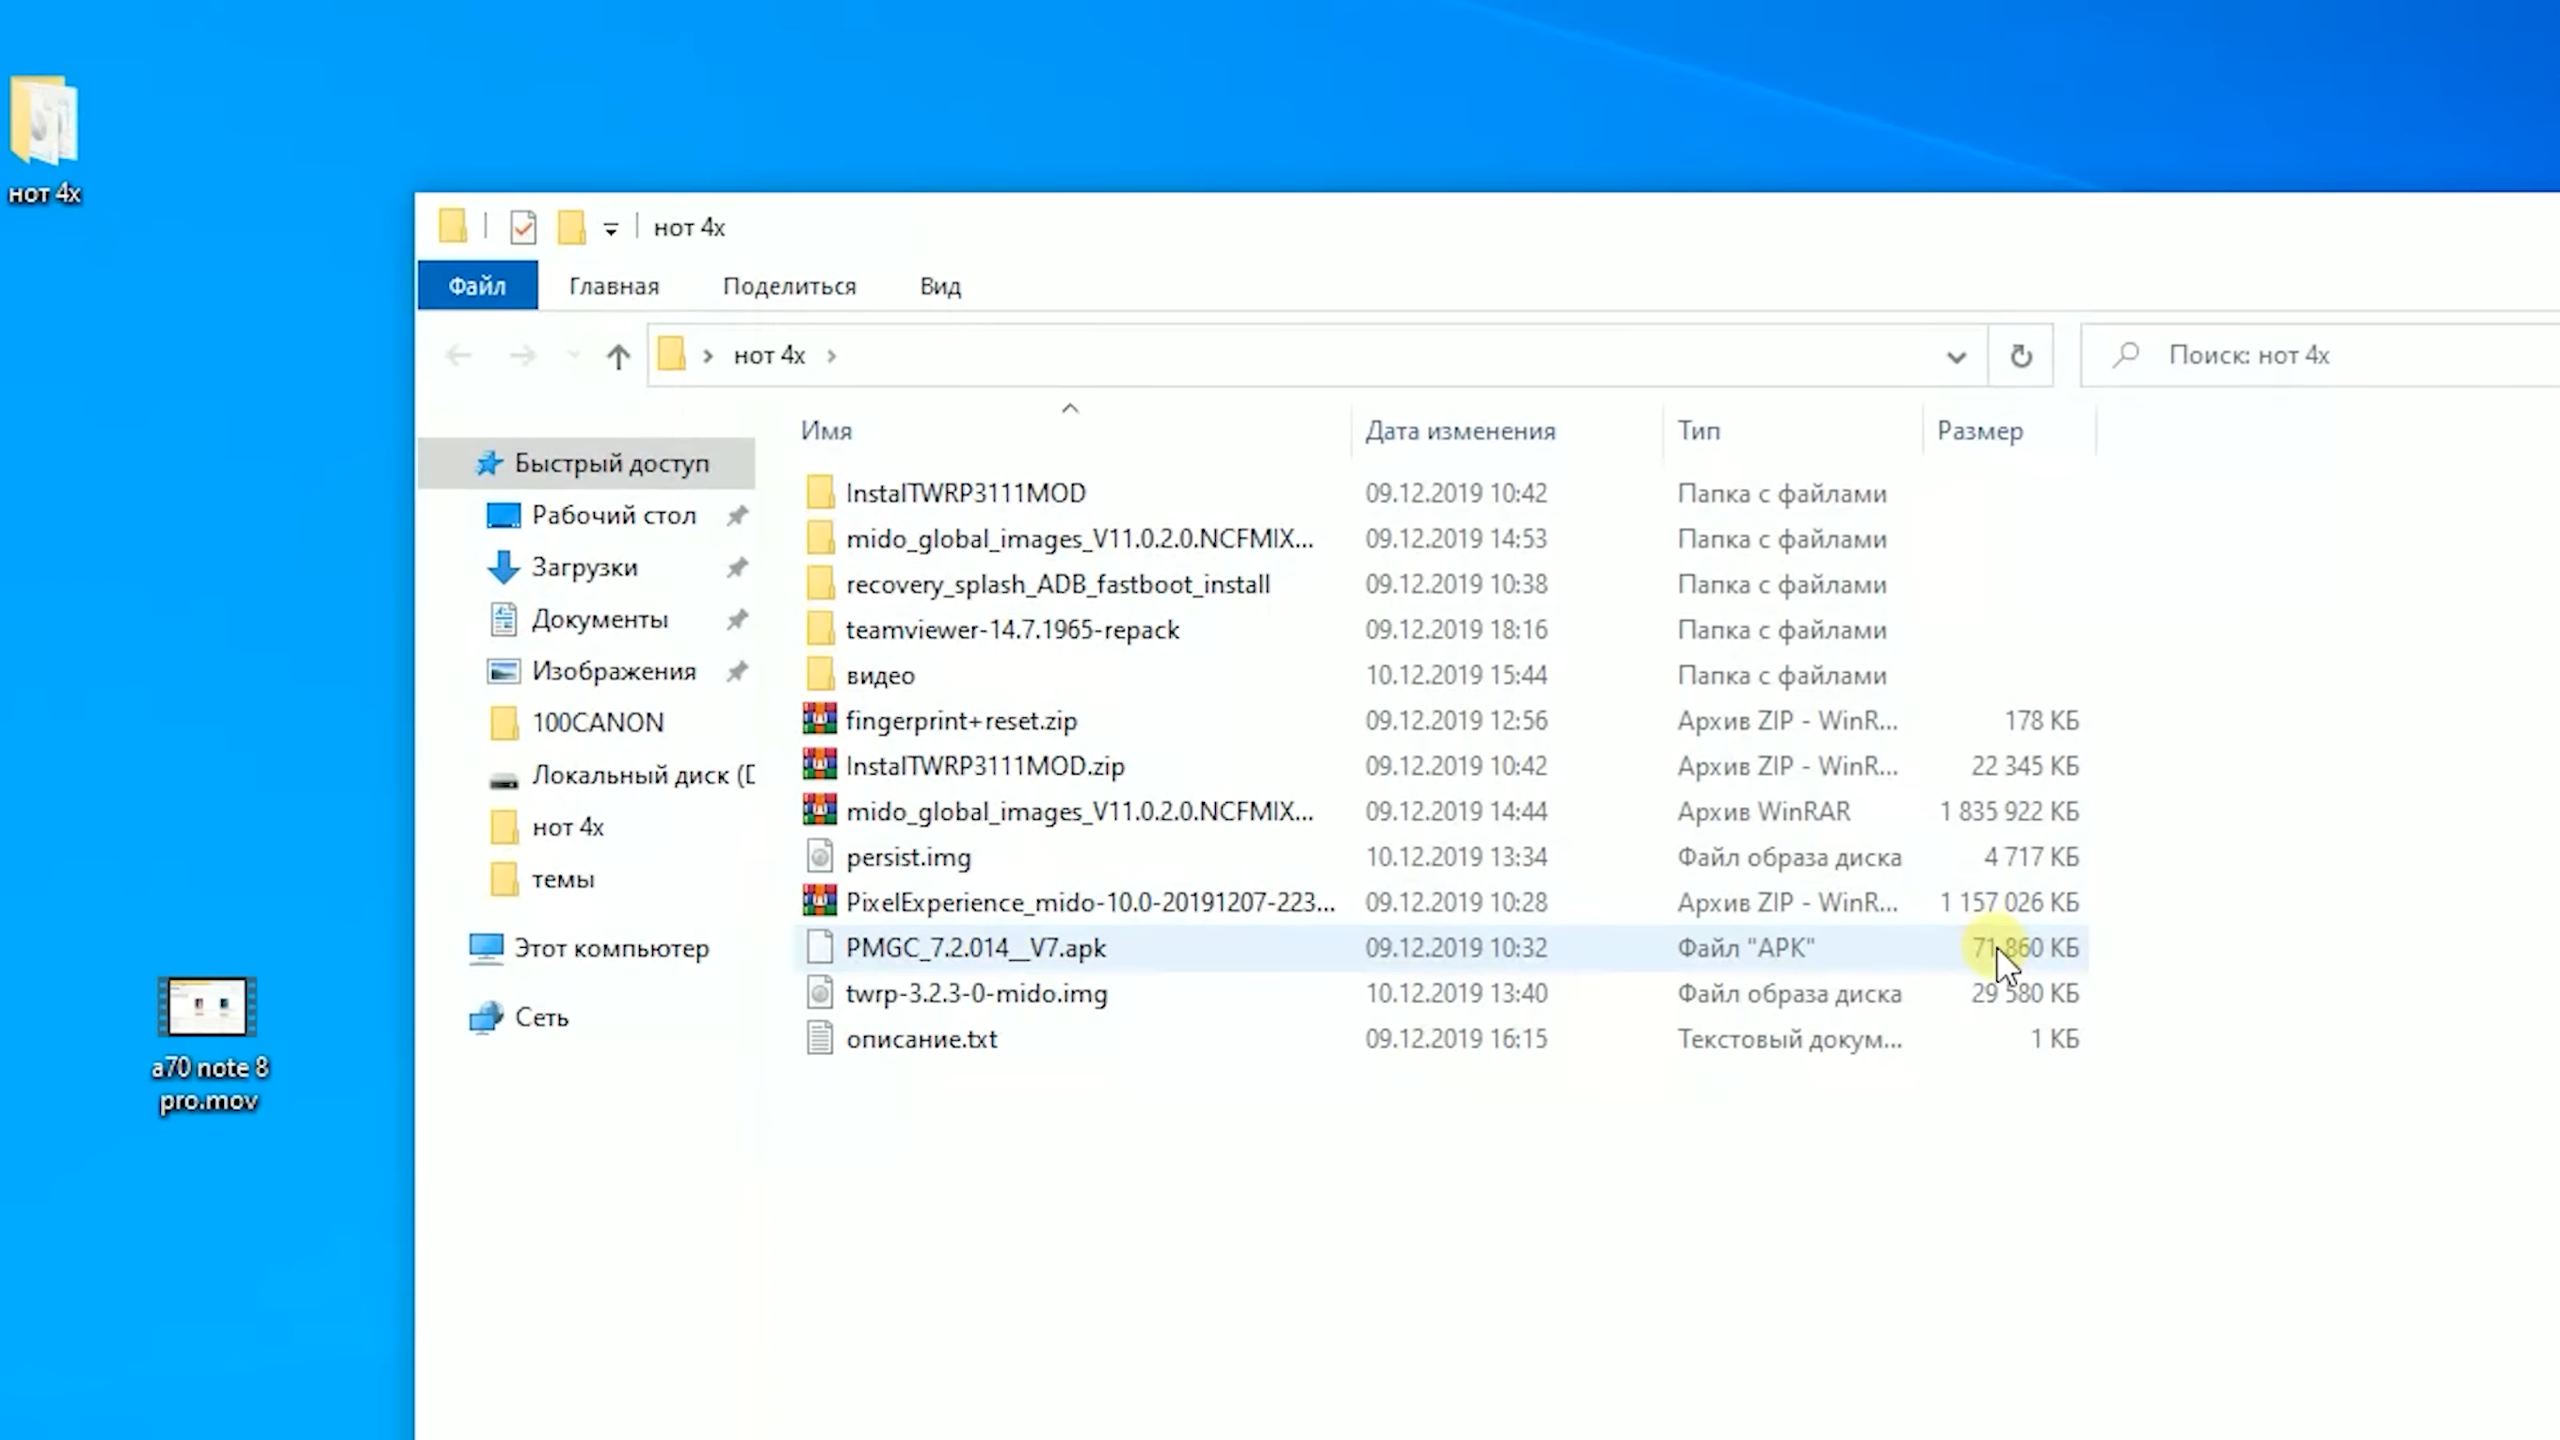 нот 4х
нот 4х
Файл Главная Поделиться Вид
нот 4х
Поиск: нот 4х
Имя Дата изменения Тип Размер
Быстрый доступ
Рабочий стол
Загрузки
Документы
Изображения
100CANON
Локальный диск (D
нот 4х
темы
Этот компьютер
Сеть
InstalTWRP3111MOD 09.12.2019 10:42 Папка с файлами
mido_global_images_V11.0.2.0.NCFMIX... 09.12.2019 14:53 Папка с файлами
recovery_splash_ADB_fastboot_install 09.12.2019 10:38 Папка с файлами
teamviewer-14.7.1965-repack 09.12.2019 18:16 Папка с файлами
видео 10.12.2019 15:44 Папка с файлами
fingerprint+reset.zip 09.12.2019 12:56 Архив ZIP - WinR... 178 КБ
InstalTWRP3111MOD.zip 09.12.2019 10:42 Архив ZIP - WinR... 22 345 КБ
mido_global_images_V11.0.2.0.NCFMIX... 09.12.2019 14:44 Архив WinRAR 1 835 922 КБ
persist.img 10.12.2019 13:34 Файл образа диска 4 717 КБ
PixelExperience_mido-10.0-20191207-223... 09.12.2019 10:28 Архив ZIP - WinR... 1 157 026 КБ
PMGC_7.2.014__V7.apk 09.12.2019 10:32 Файл "APK" 71 860 КБ
twrp-3.2.3-0-mido.img 10.12.2019 13:40 Файл образа диска 29 580 КБ
описание.txt 09.12.2019 16:15 Текстовый докум... 1 КБ
a70 note 8
pro.mov